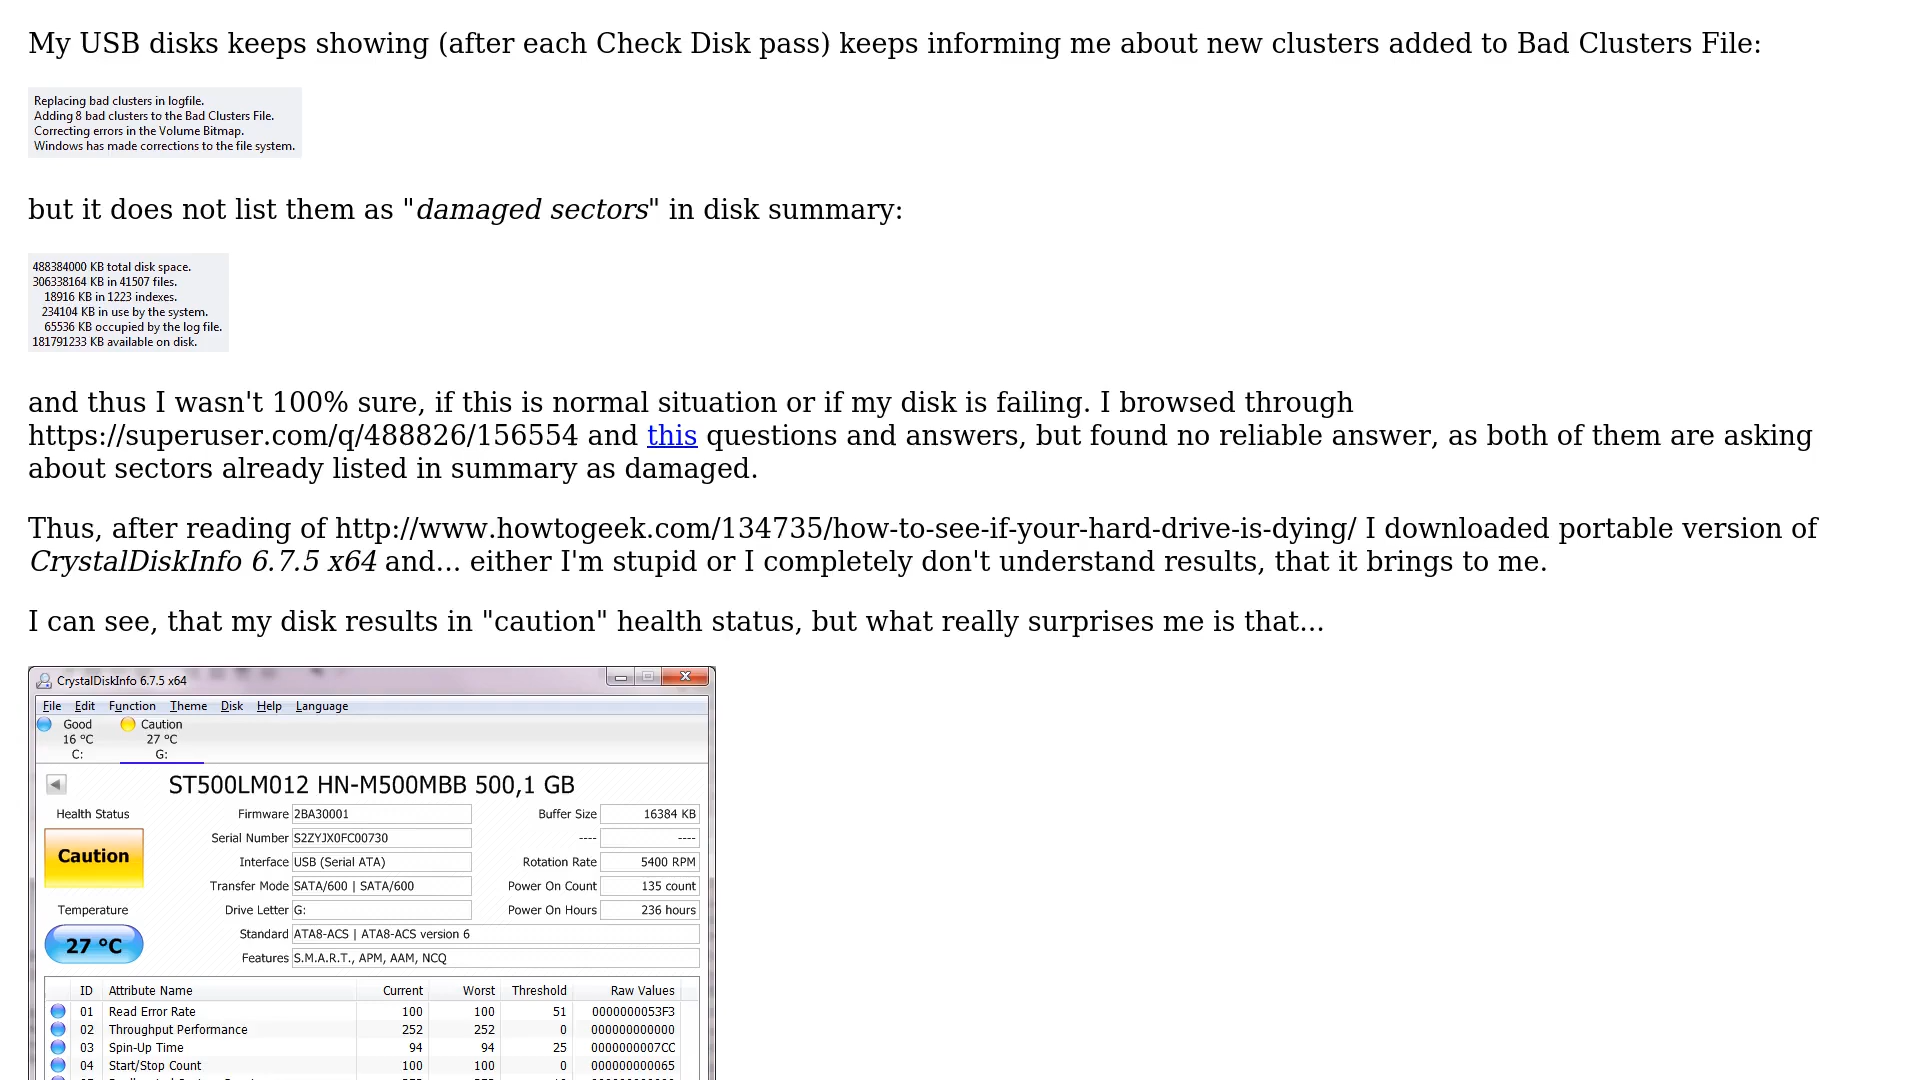 My USB disks keeps showing (after each Check Disk pass) keeps informing me about new clusters added to Bad Clusters File:
Replacing bad clusters in logfile.
Adding 8 bad clusters to the Bad Clusters File.
Correcting errors in the Volume Bitmap.
Windows has made corrections to the file system.
but it does not list them as "damaged sectors" in disk summary:
488384000 KB total disk space.
306338164 KB in 41507 files.
18916 KB in 1223 indexes.
234104 KB in use by the system.
65536 KB occupied by the log file.
181791233 KB available on disk.
and thus I wasn't 100% sure, if this is normal situation or if my disk is failing. I browsed through
https://superuser.com/q/488826/156554 and this questions and answers, but found no reliable answer, as both of them are asking
about sectors already listed in summary as damaged.
Thus, after reading of http://www.howtogeek.com/134735/how-to-see-if-your-hard-drive-is-dying/ I downloaded portable version of
CrystalDiskInfo 6.7.5 x64 and... either I'm stupid or I completely don't understand results, that it brings to me.
I can see, that my disk results in "caution" health status, but what really surprises me is that...
CrystalDiskInfo 6.7.5 x64
File Edit Function Theme Disk Help Language
Good Caution
16 °C 27 °C
C: G:
ST500LM012 HN-M500MBB 500,1 GB
Health Status Firmware 2BA30001 Buffer Size 16384 KB
Serial Number S2ZYJX0FC00730 ---- ----
Caution Interface USB (Serial ATA) Rotation Rate 5400 RPM
Transfer Mode SATA/600 | SATA/600 Power On Count 135 count
Temperature Drive Letter G: Power On Hours 236 hours
27 °C Standard ATA8-ACS | ATA8-ACS version 6
Features S.M.A.R.T., APM, AAM, NCQ
ID Attribute Name Current Worst Threshold Raw Values
01 Read Error Rate 100 100 51 0000000053F3
02 Throughput Performance 252 252 0 000000000000
03 Spin-Up Time 94 94 25 0000000007CC
04 Start/Stop Count 100 100 0 000000000065